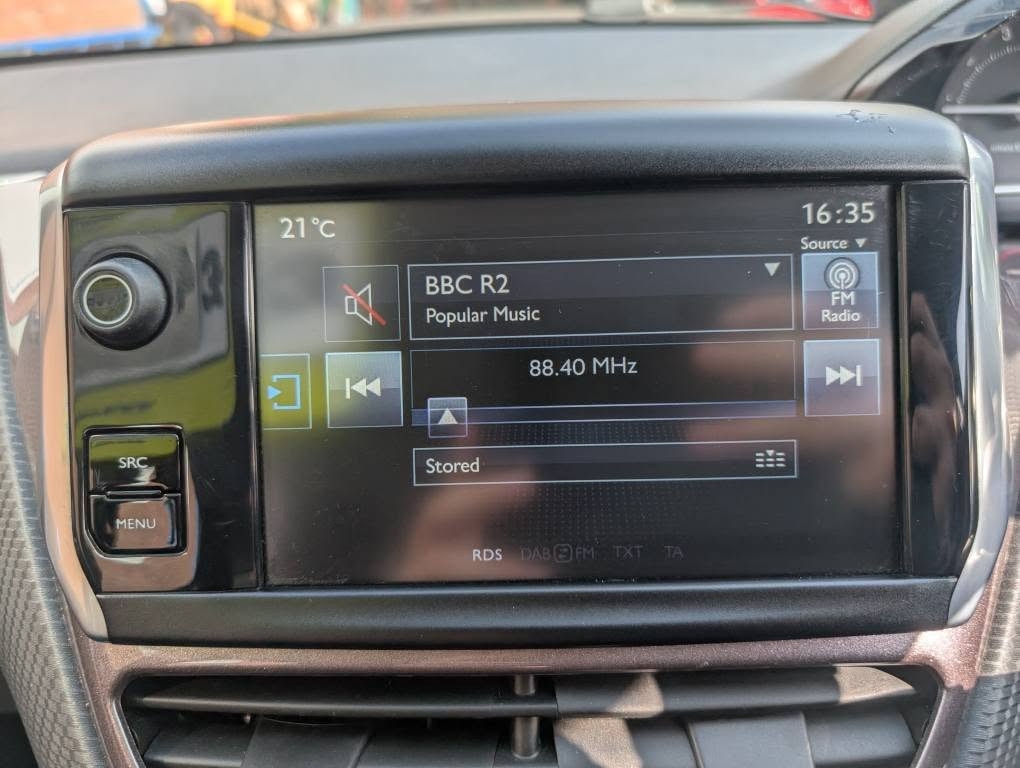 21°C
16:35
Source
BBC R2
Popular Music
FM
Radio
88.40 MHz
SRC
Stored
MENU
RDS DAB FM TXT TA